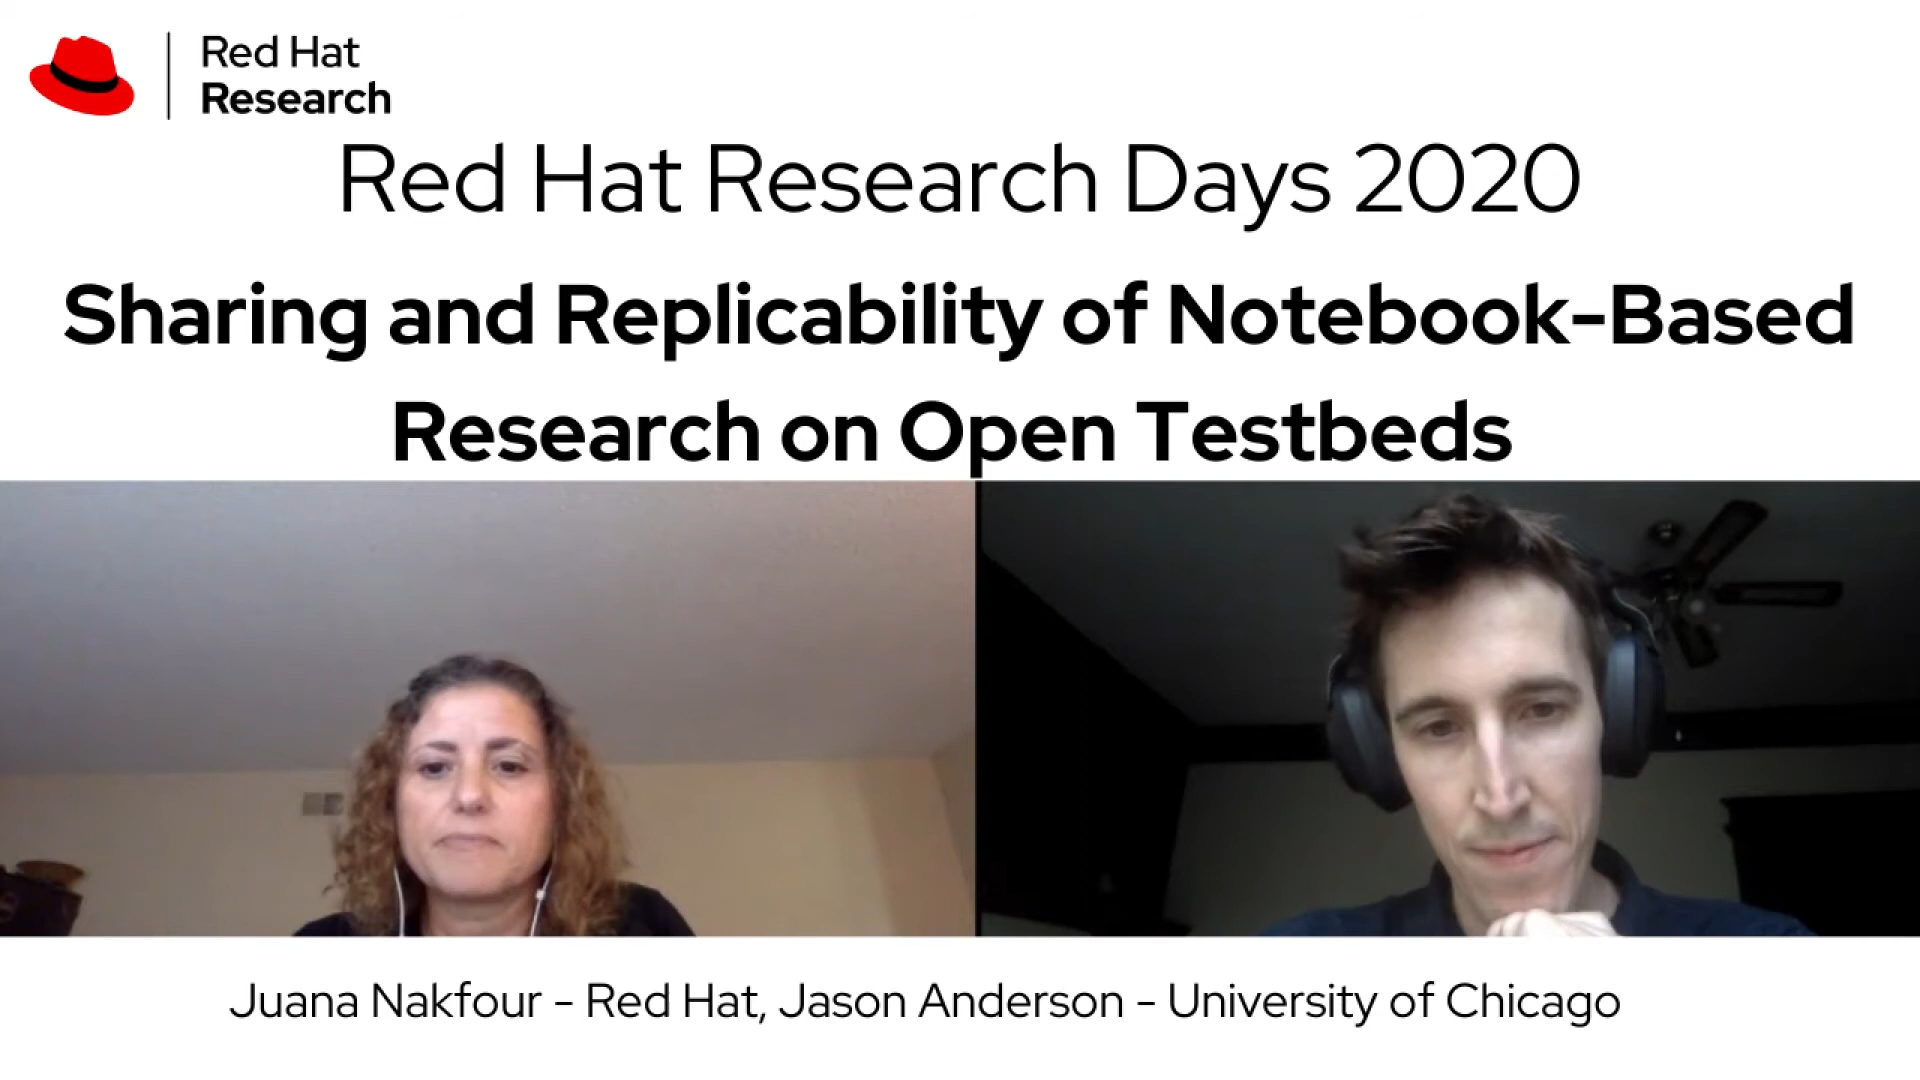 Red Hat
Research
Red Hat Research Days 2020
Sharing and Replicability of Notebook-Based
Research on Open Testbeds
Juana Nakfour - Red Hat, Jason Anderson - University of Chicago